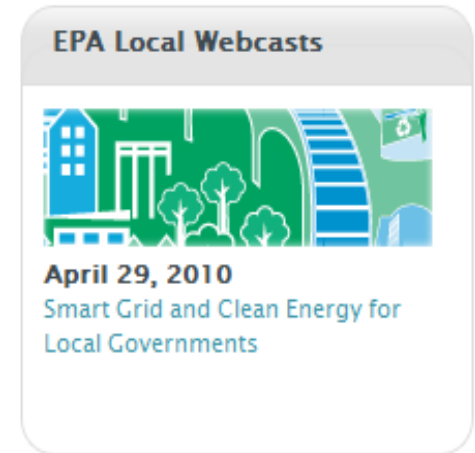 EPA Local Webcasts
April 29, 2010
Smart Grid and Clean Energy for
Local Governments